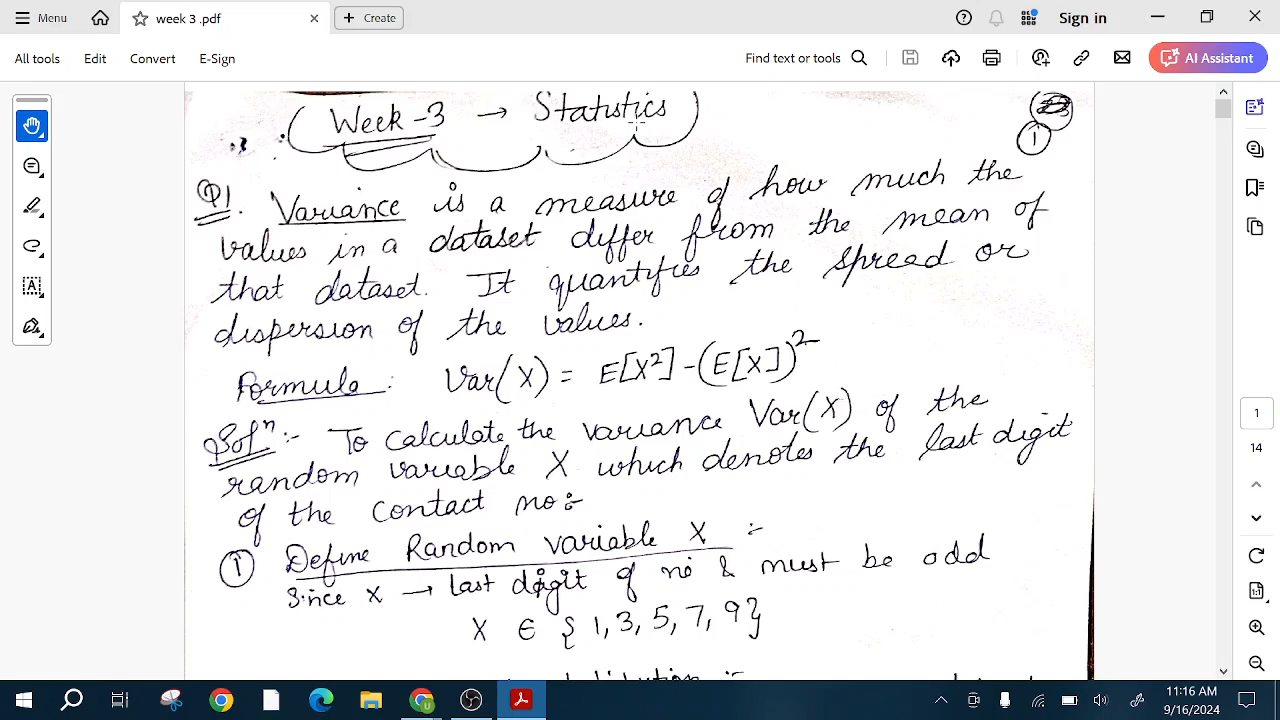 Menu
week 3 .pdf
Create
Sign in
All tools
Edit
Convert
E-Sign
Find text or tools
AI Assistant
Week-3 → Statistics
1
Q1. Variance is a measure of how much the
values in a dataset differ from the mean of
that dataset. It quantifies the spread or
dispersion of the values.
Formula: Var(X) = E[X²] - (E[X])²
Solⁿ:- To calculate the variance Var(X) of the
random variable X which denotes the last digit
of the contact no:-
① Define Random variable X :-
Since X → last digit of no & must be odd
X ∈ {1, 3, 5, 7, 9}
1
14
11:16 AM
9/16/2024